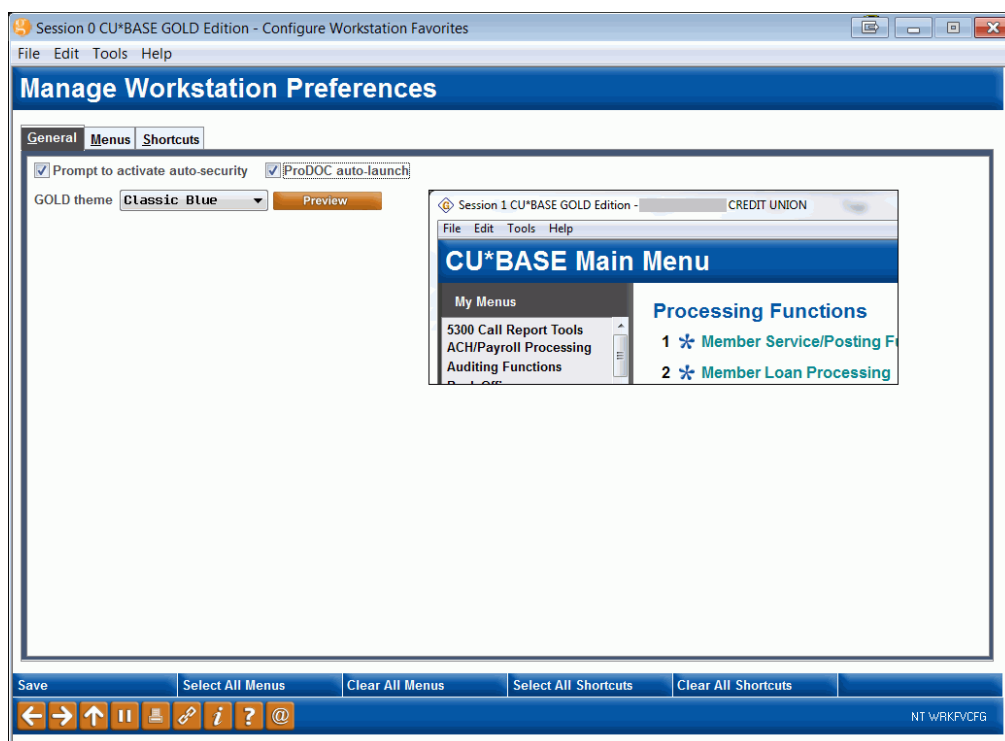 Session 0 CU*BASE GOLD Edition - Configure Workstation Favorites
File Edit Tools Help
Manage Workstation Preferences
General Menus Shortcuts
Prompt to activate auto-security ProDOC auto-launch
GOLD theme Classic Blue Preview
Session 1 CU*BASE GOLD Edition - CREDIT UNION
File Edit Tools Help
CU*BASE Main Menu
My Menus
5300 Call Report Tools
ACH/Payroll Processing
Auditing Functions
Processing Functions
1 Member Service/Posting F
2 Member Loan Processing
Save Select All Menus Clear All Menus Select All Shortcuts Clear All Shortcuts
i ? @
NT WRKFVCFG